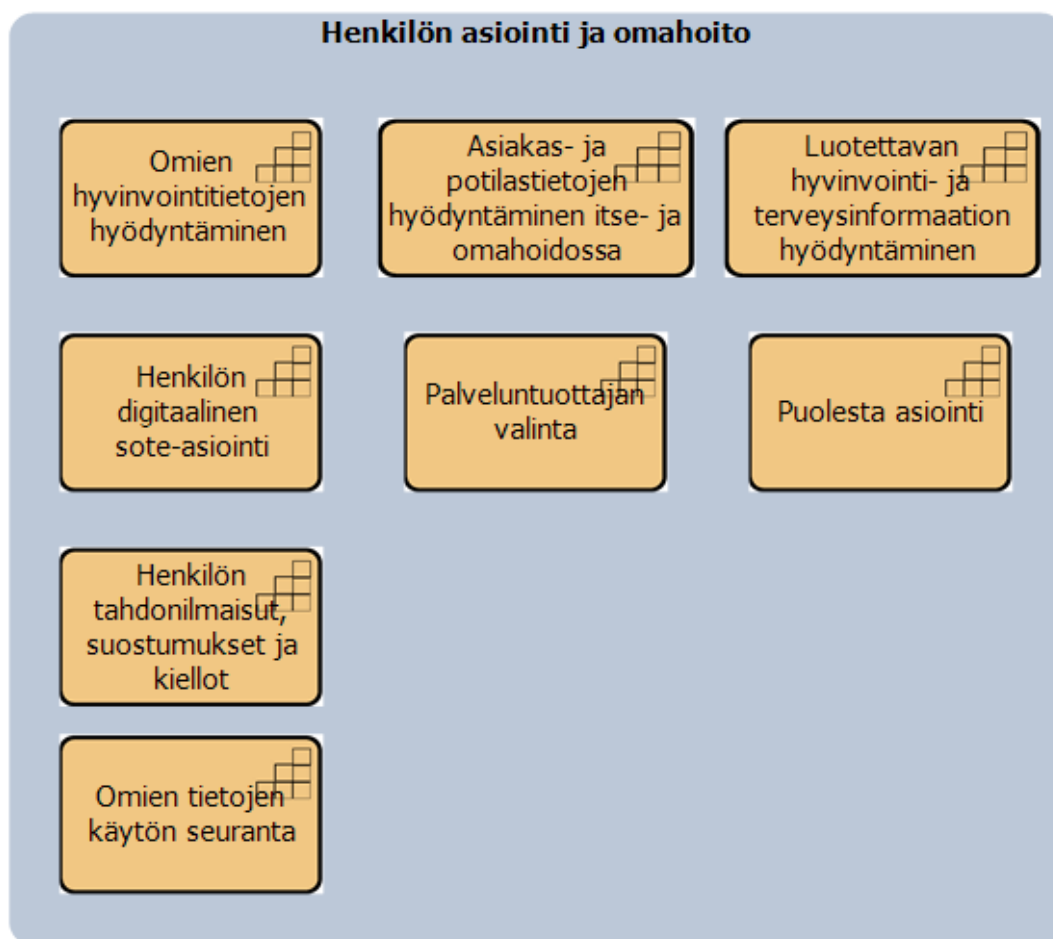 Henkilön asiointi ja omahoito
Omien
hyvinvointitietojen
hyödyntäminen
Asiakas- ja
potilastietojen
hyödyntäminen itse- ja
omahoidossa
Luotettavan
hyvinvointi- ja
terveysinformaation
hyödyntäminen
Henkilön
digitaalinen
sote-asiointi
Palveluntuottajan
valinta
Puolesta asiointi
Henkilön
tahdonilmaisut,
suostumukset ja
kiellot
Omien tietojen
käytön seuranta